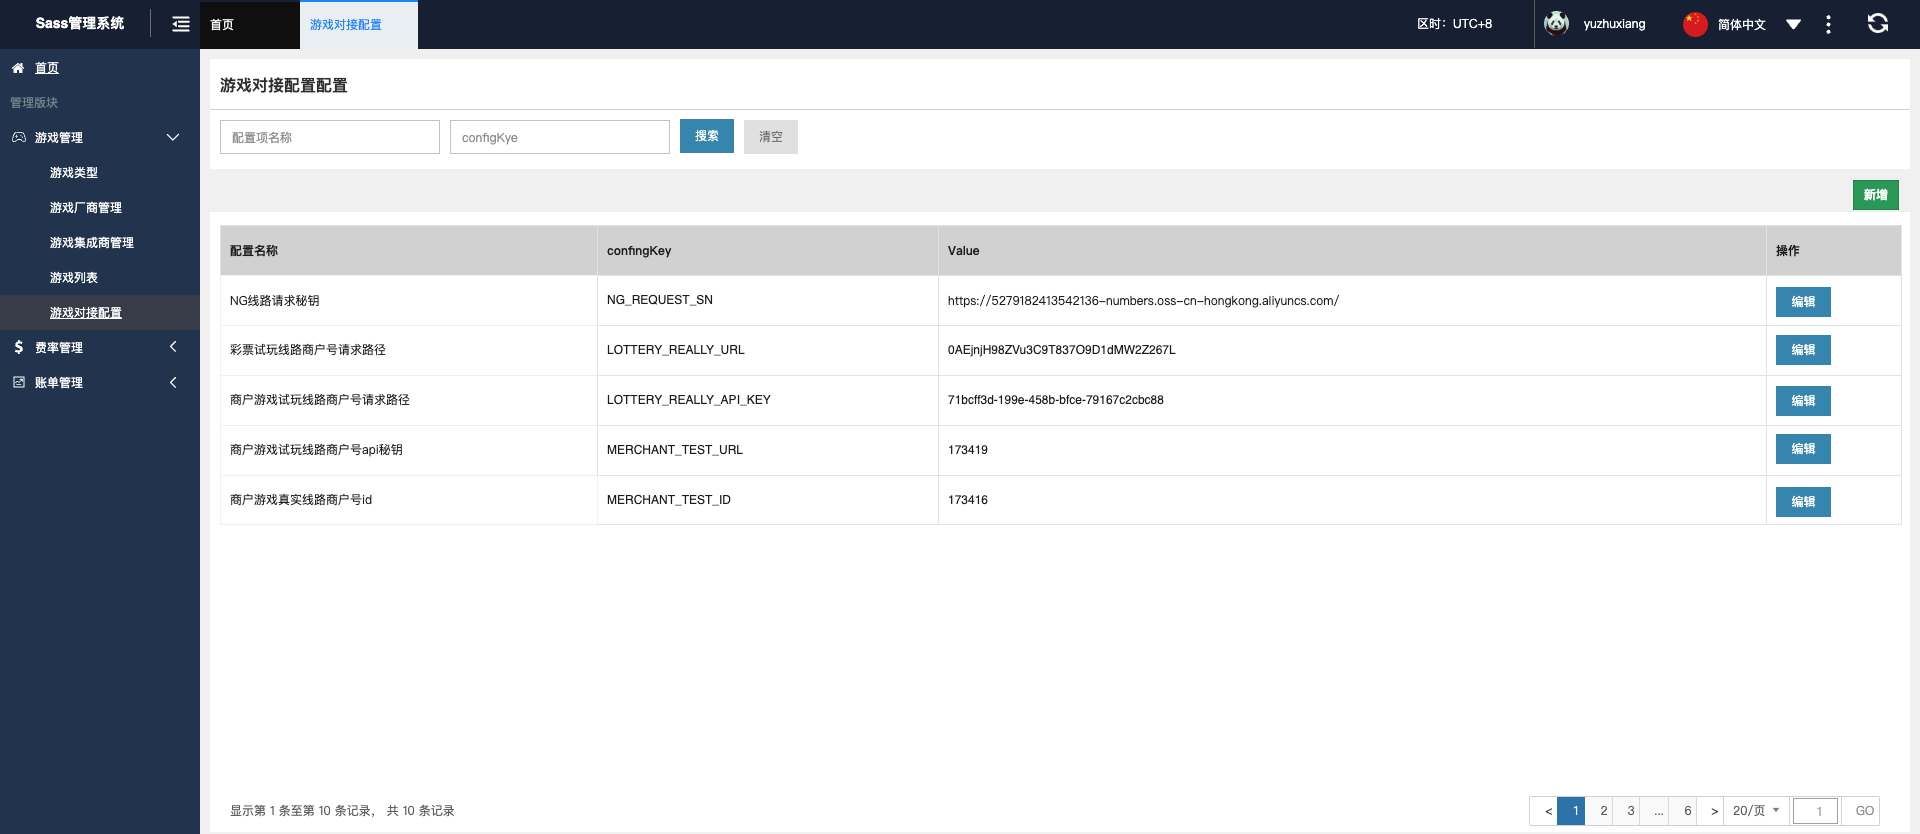 Sass管理系统
首页
游戏对接配置
区时：UTC+8
yuzhuxiang
简体中文
首页
管理版块
游戏管理
游戏类型
游戏厂商管理
游戏集成商管理
游戏列表
游戏对接配置
费率管理
账单管理
游戏对接配置配置
配置项名称
configKye
搜索
清空
新增
配置名称 confingKey Value 操作
NG线路请求秘钥 NG_REQUEST_SN https://5279182413542136-numbers.oss-cn-hongkong.aliyuncs.com/ 编辑
彩票试玩线路商户号请求路径 LOTTERY_REALLY_URL 0AEjnjH98ZVu3C9T837O9D1dMW2Z267L 编辑
商户游戏试玩线路商户号请求路径 LOTTERY_REALLY_API_KEY 71bcff3d-199e-458b-bfce-79167c2cbc88 编辑
商户游戏试玩线路商户号api秘钥 MERCHANT_TEST_URL 173419 编辑
商户游戏真实线路商户号id MERCHANT_TEST_ID 173416 编辑
显示第 1 条至第 10 条记录， 共 10 条记录
< 1 2 3 ... 6 > 20/页 1 GO